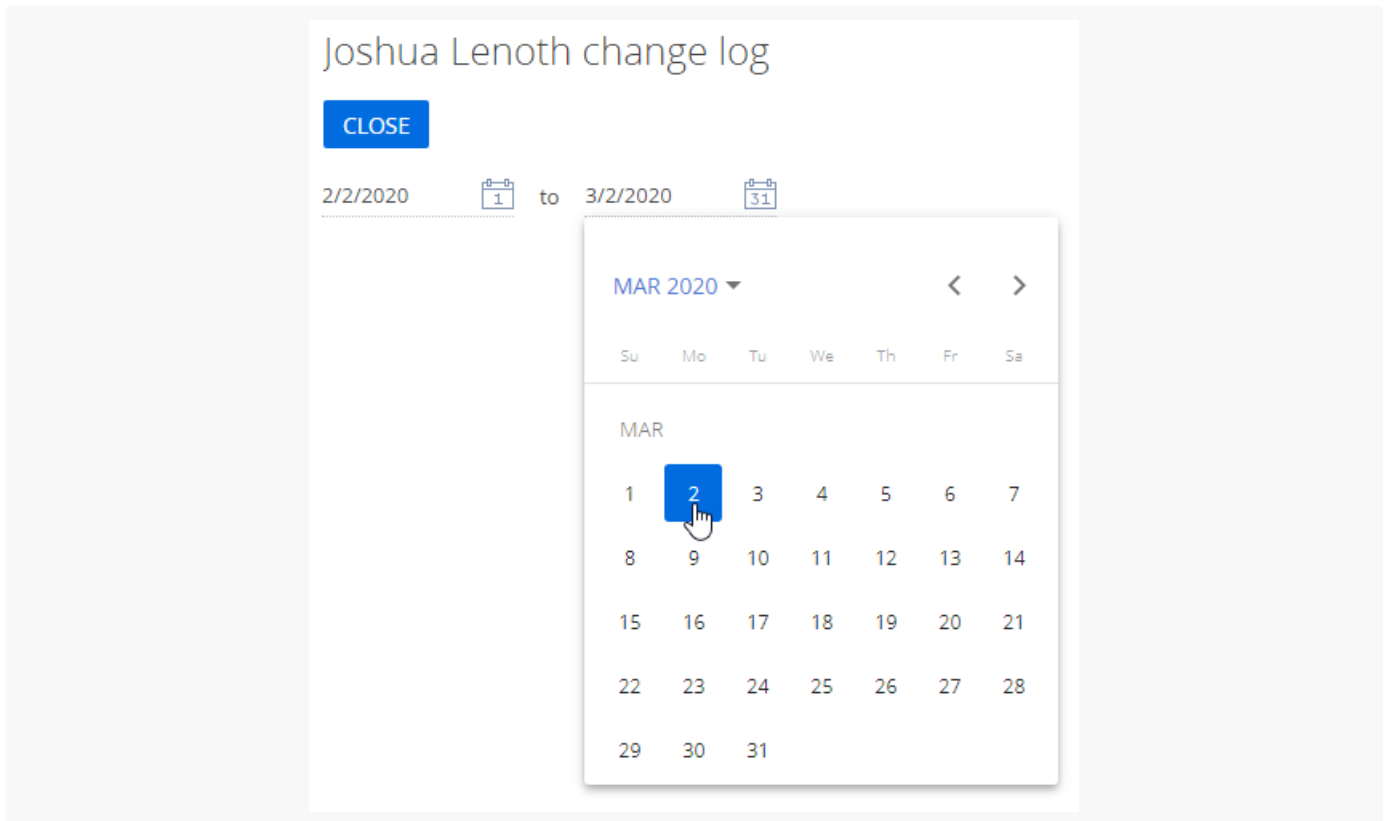 Joshua Lenoth change log
CLOSE
2/2/2020 1 to 3/2/2020 31
MAR 2020
Su Mo Tu We Th Fr Sa
MAR
1 2 3 4 5 6 7
8 9 10 11 12 13 14
15 16 17 18 19 20 21
22 23 24 25 26 27 28
29 30 31